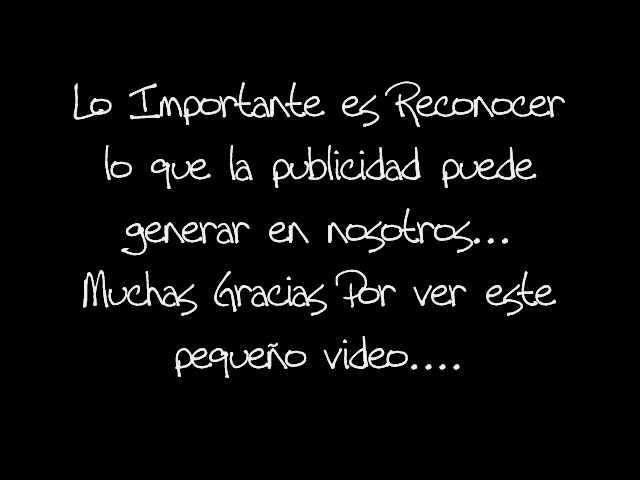 Lo Importante es Reconocer
lo que la publicidad puede
generar en nosotros...
Muchas Gracias Por ver este
pequeño video....